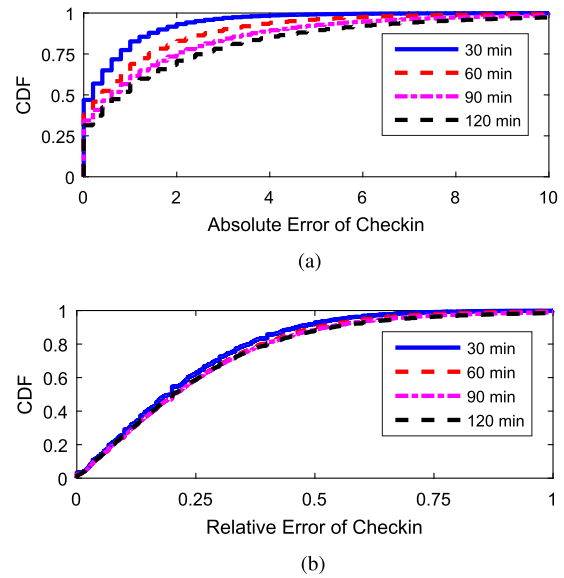 1
0.75
0.5
0.25
0
CDF
30 min
60 min
90 min
120 min
0 2 4 6 8 10
Absolute Error of Checkin
(a)
1
0.8
0.6
0.4
0.2
0
CDF
30 min
60 min
90 min
120 min
0 0.25 0.5 0.75 1
Relative Error of Checkin
(b)